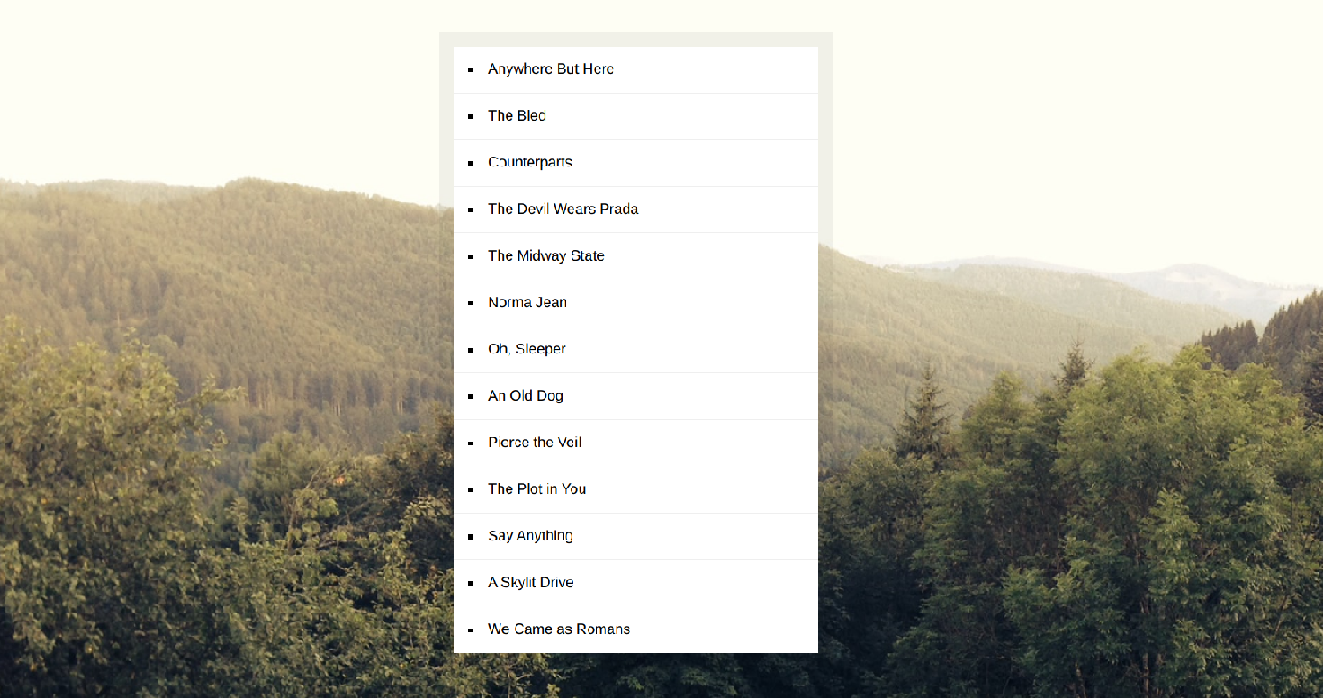 Anywhere But Here
The Bled
Counterparts
The Devil Wears Prada
The Midway State
Norma Jean
Oh, Sleeper
An Old Dog
Pierce the Veil
The Plot in You
Say Anything
A Skylit Drive
We Came as Romans